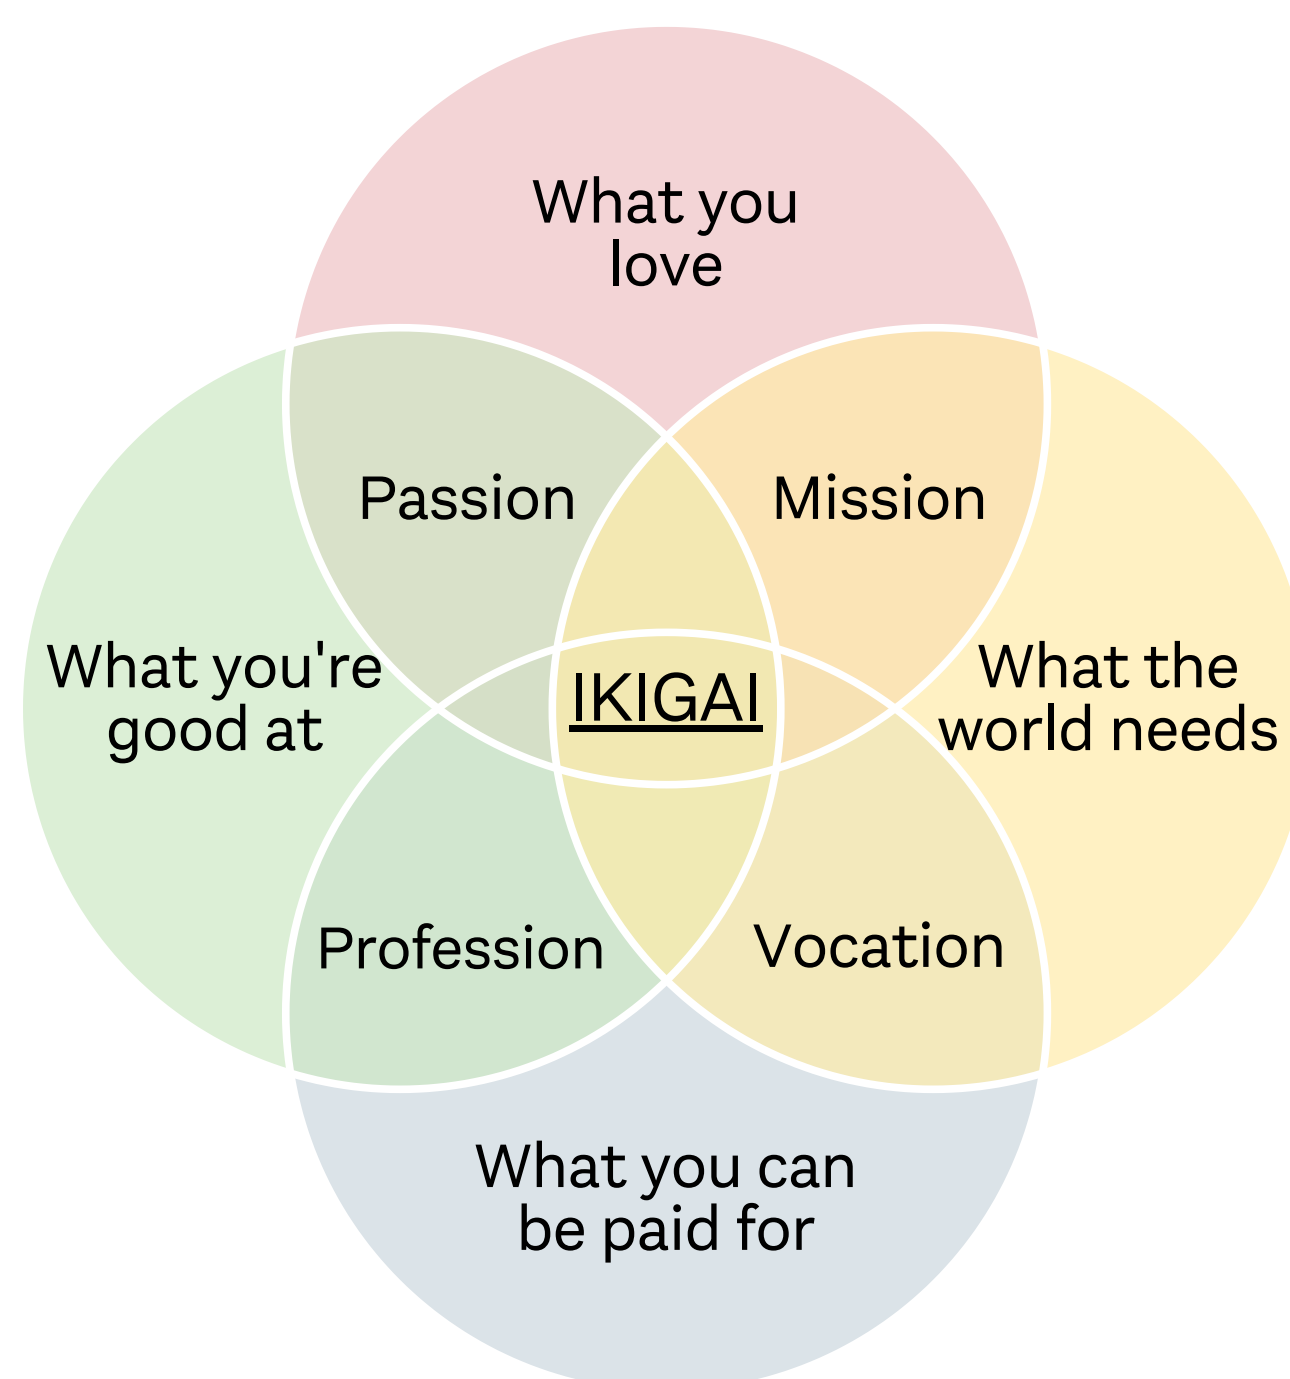 What you
love
Passion
Mission
What you're
good at
IKIGAI
What the
world needs
Profession
Vocation
What you can
be paid for